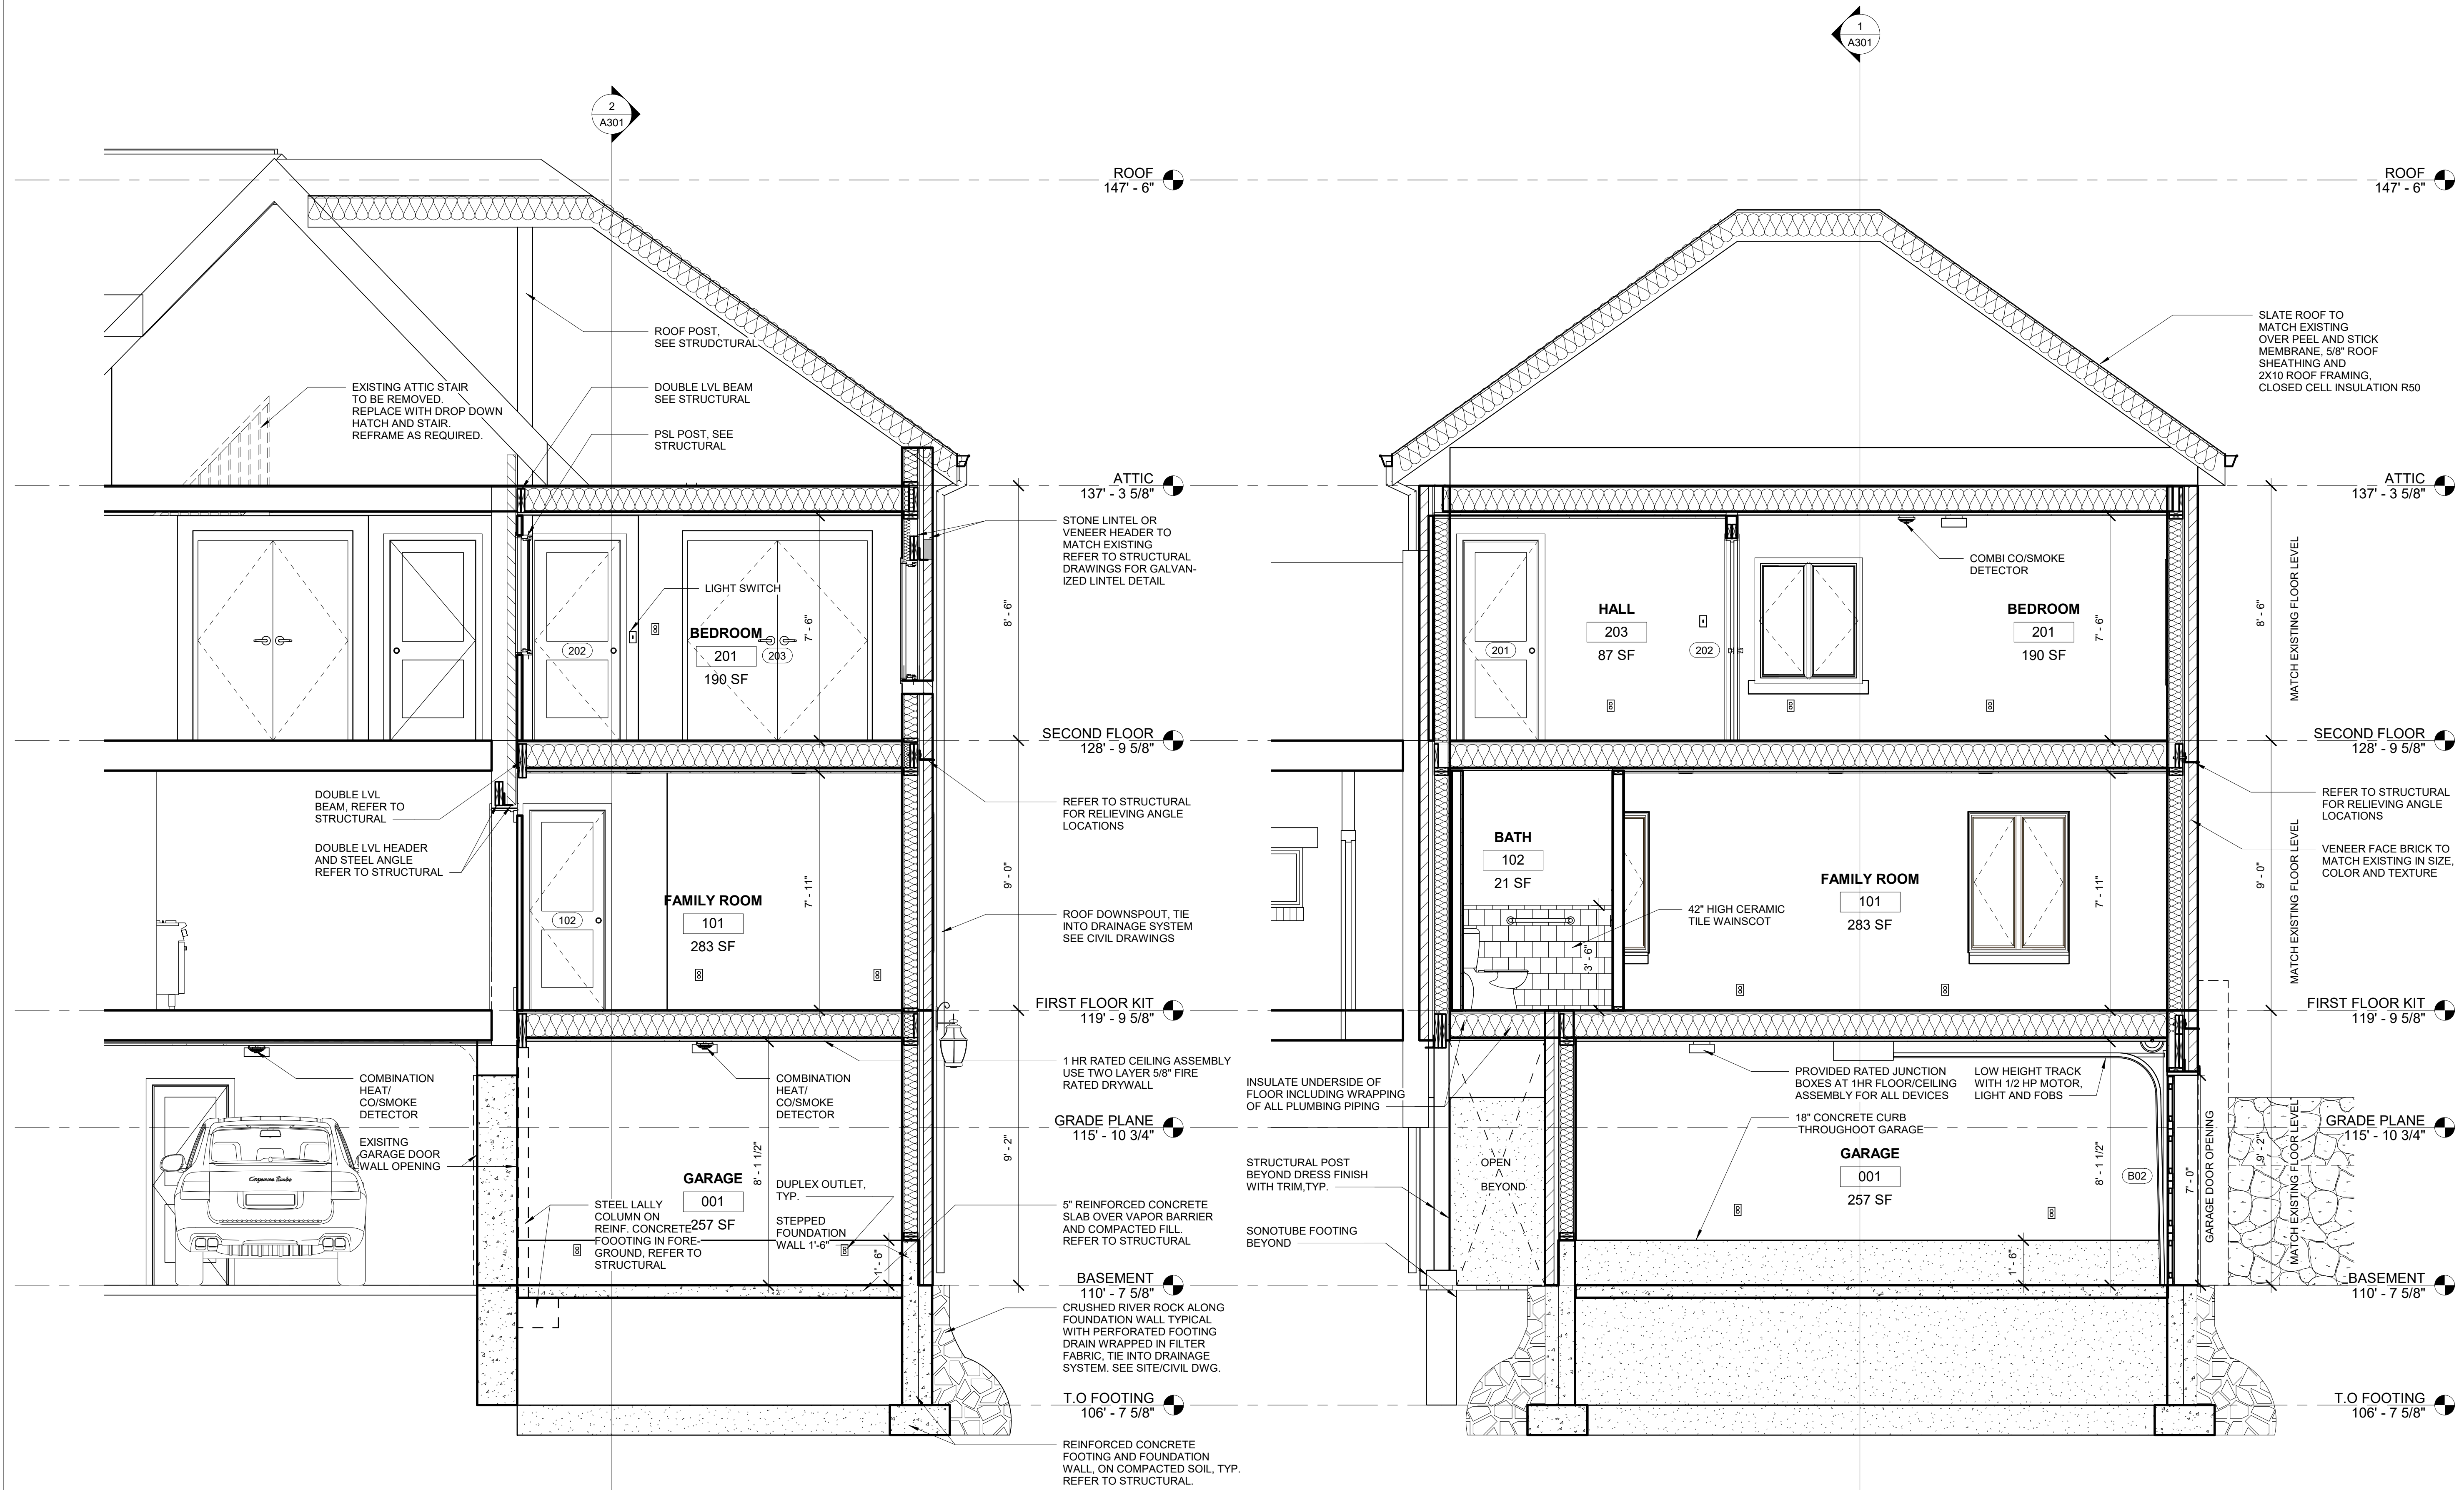 1
A301
2
A301
ROOF
147' - 6"
ROOF
147' - 6"
ROOF POST,
SEE STRUDCTURAL
EXISTING ATTIC STAIR
TO BE REMOVED.
REPLACE WITH DROP DOWN
HATCH AND STAIR.
REFRAME AS REQUIRED.
DOUBLE LVL BEAM
SEE STRUCTURAL
PSL POST, SEE
STRUCTURAL
ATTIC
137' - 3 5/8"
STONE LINTEL OR
VENEER HEADER TO
MATCH EXISTING
REFER TO STRUCTURAL
DRAWINGS FOR GALVAN-
IZED LINTEL DETAIL
LIGHT SWITCH
BEDROOM
201
190 SF
202
203
7' - 6"
8' - 6"
SECOND FLOOR
128' - 9 5/8"
DOUBLE LVL
BEAM, REFER TO
STRUCTURAL
DOUBLE LVL HEADER
AND STEEL ANGLE
REFER TO STRUCTURAL
REFER TO STRUCTURAL
FOR RELIEVING ANGLE
LOCATIONS
FAMILY ROOM
101
283 SF
102
7' - 11"
9' - 0"
ROOF DOWNSPOUT, TIE
INTO DRAINAGE SYSTEM
SEE CIVIL DRAWINGS
FIRST FLOOR KIT
119' - 9 5/8"
1 HR RATED CEILING ASSEMBLY
USE TWO LAYER 5/8" FIRE
RATED DRYWALL
COMBINATION
HEAT/
CO/SMOKE
DETECTOR
COMBINATION
HEAT/
CO/SMOKE
DETECTOR
GRADE PLANE
115' - 10 3/4"
EXISITNG
GARAGE DOOR
WALL OPENING
Cayenne Turbo
GARAGE
001
257 SF
8' - 1 1/2"
9' - 2"
DUPLEX OUTLET,
TYP.
STEPPED
FOUNDATION
WALL 1'-6"
1' - 6"
STEEL LALLY
COLUMN ON
REINF. CONCRETE
FOOOTING IN FORE-
GROUND, REFER TO
STRUCTURAL
5" REINFORCED CONCRETE
SLAB OVER VAPOR BARRIER
AND COMPACTED FILL.
REFER TO STRUCTURAL
BASEMENT
110' - 7 5/8"
CRUSHED RIVER ROCK ALONG
FOUNDATION WALL TYPICAL
WITH PERFORATED FOOTING
DRAIN WRAPPED IN FILTER
FABRIC, TIE INTO DRAINAGE
SYSTEM. SEE SITE/CIVIL DWG.
T.O FOOTING
106' - 7 5/8"
REINFORCED CONCRETE
FOOTING AND FOUNDATION
WALL, ON COMPACTED SOIL, TYP.
REFER TO STRUCTURAL.
SLATE ROOF TO
MATCH EXISTING
OVER PEEL AND STICK
MEMBRANE, 5/8" ROOF
SHEATHING AND
2X10 ROOF FRAMING,
CLOSED CELL INSULATION R50
ATTIC
137' - 3 5/8"
COMBI CO/SMOKE
DETECTOR
HALL
203
87 SF
201
202
BEDROOM
201
190 SF
7' - 6"
8' - 6"
MATCH EXISTING FLOOR LEVEL
SECOND FLOOR
128' - 9 5/8"
REFER TO STRUCTURAL
FOR RELIEVING ANGLE
LOCATIONS
VENEER FACE BRICK TO
MATCH EXISTING IN SIZE,
COLOR AND TEXTURE
BATH
102
21 SF
42" HIGH CERAMIC
TILE WAINSCOT
3' - 6"
FAMILY ROOM
101
283 SF
7' - 11"
9' - 0"
MATCH EXISTING FLOOR LEVEL
FIRST FLOOR KIT
119' - 9 5/8"
INSULATE UNDERSIDE OF
FLOOR INCLUDING WRAPPING
OF ALL PLUMBING PIPING
PROVIDED RATED JUNCTION
BOXES AT 1HR FLOOR/CEILING
ASSEMBLY FOR ALL DEVICES
LOW HEIGHT TRACK
WITH 1/2 HP MOTOR,
LIGHT AND FOBS
18" CONCRETE CURB
THROUGHOOT GARAGE
GRADE PLANE
115' - 10 3/4"
STRUCTURAL POST
BEYOND DRESS FINISH
WITH TRIM,TYP.
OPEN
BEYOND
GARAGE
001
257 SF
8' - 1 1/2"
B02
7' - 0"
GARAGE DOOR OPENING
9' - 2"
MATCH EXISTING FLOOR LEVEL
SONOTUBE FOOTING
BEYOND
1' - 6"
BASEMENT
110' - 7 5/8"
T.O FOOTING
106' - 7 5/8"